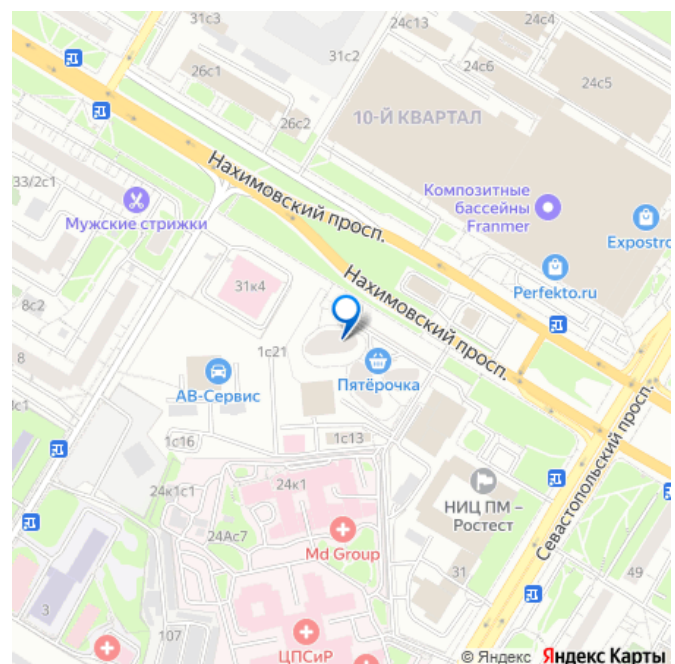 31с3
24с13
24с4
31с2
24с6
24с5
26с1
26с2
10-Й КВАРТАЛ
33/2с1
Мужские стрижки
Нахимовский просп.
Композитные
бассейны
Franmer
Expostro
Perfekto.ru
31к4
Нахимовский просп.
8с2
8
1с21
АВ-Сервис
Пятёрочка
Севастопольский просп.
1с16
1с13
24к1с1
24к1
НИЦ ПМ –
Ростест
24Ас7
Md Group
31
49
3
107
ЦПСиР
© Яндекс Яндекс Карты